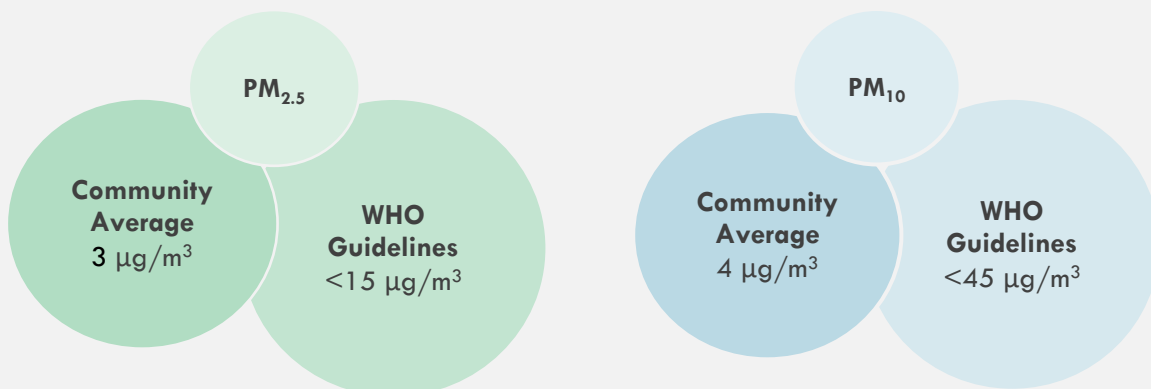 PM₂.₅
Community
Average
3 µg/m³
WHO
Guidelines
<15 µg/m³
PM₁₀
Community
Average
4 µg/m³
WHO
Guidelines
<45 µg/m³